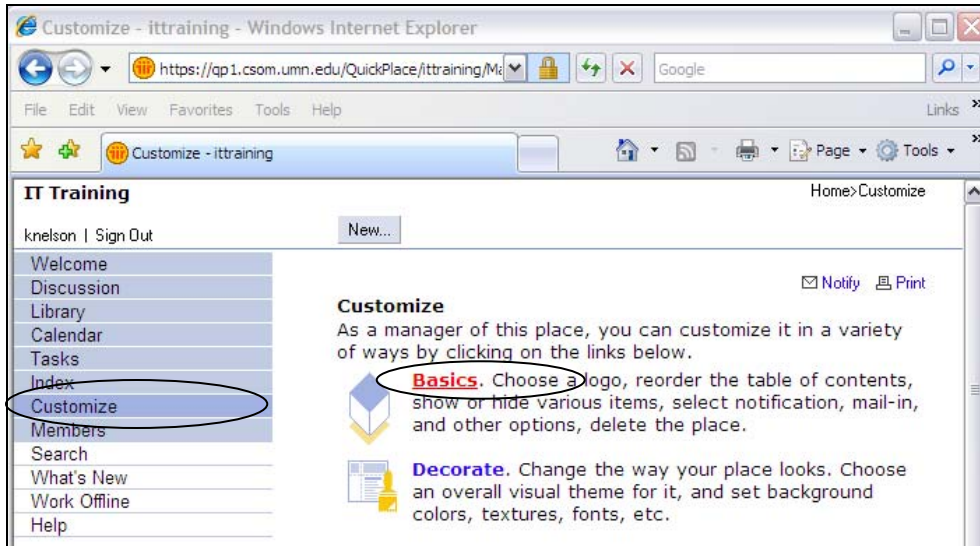 Customize - ittraining - Windows Internet Explorer
https://qp1.csom.umn.edu/QuickPlace/ittraining/Ma
Google
File Edit View Favorites Tools Help
Links »
Customize - ittraining
Page Tools »
IT Training
Home>Customize
knelson | Sign Out
New...
Welcome
Discussion
Library
Calendar
Tasks
Index
Customize
Members
Search
What's New
Work Offline
Help
Notify Print
Customize
As a manager of this place, you can customize it in a variety
of ways by clicking on the links below.
Basics. Choose a logo, reorder the table of contents,
show or hide various items, select notification, mail-in,
and other options, delete the place.
Decorate. Change the way your place looks. Choose
an overall visual theme for it, and set background
colors, textures, fonts, etc.